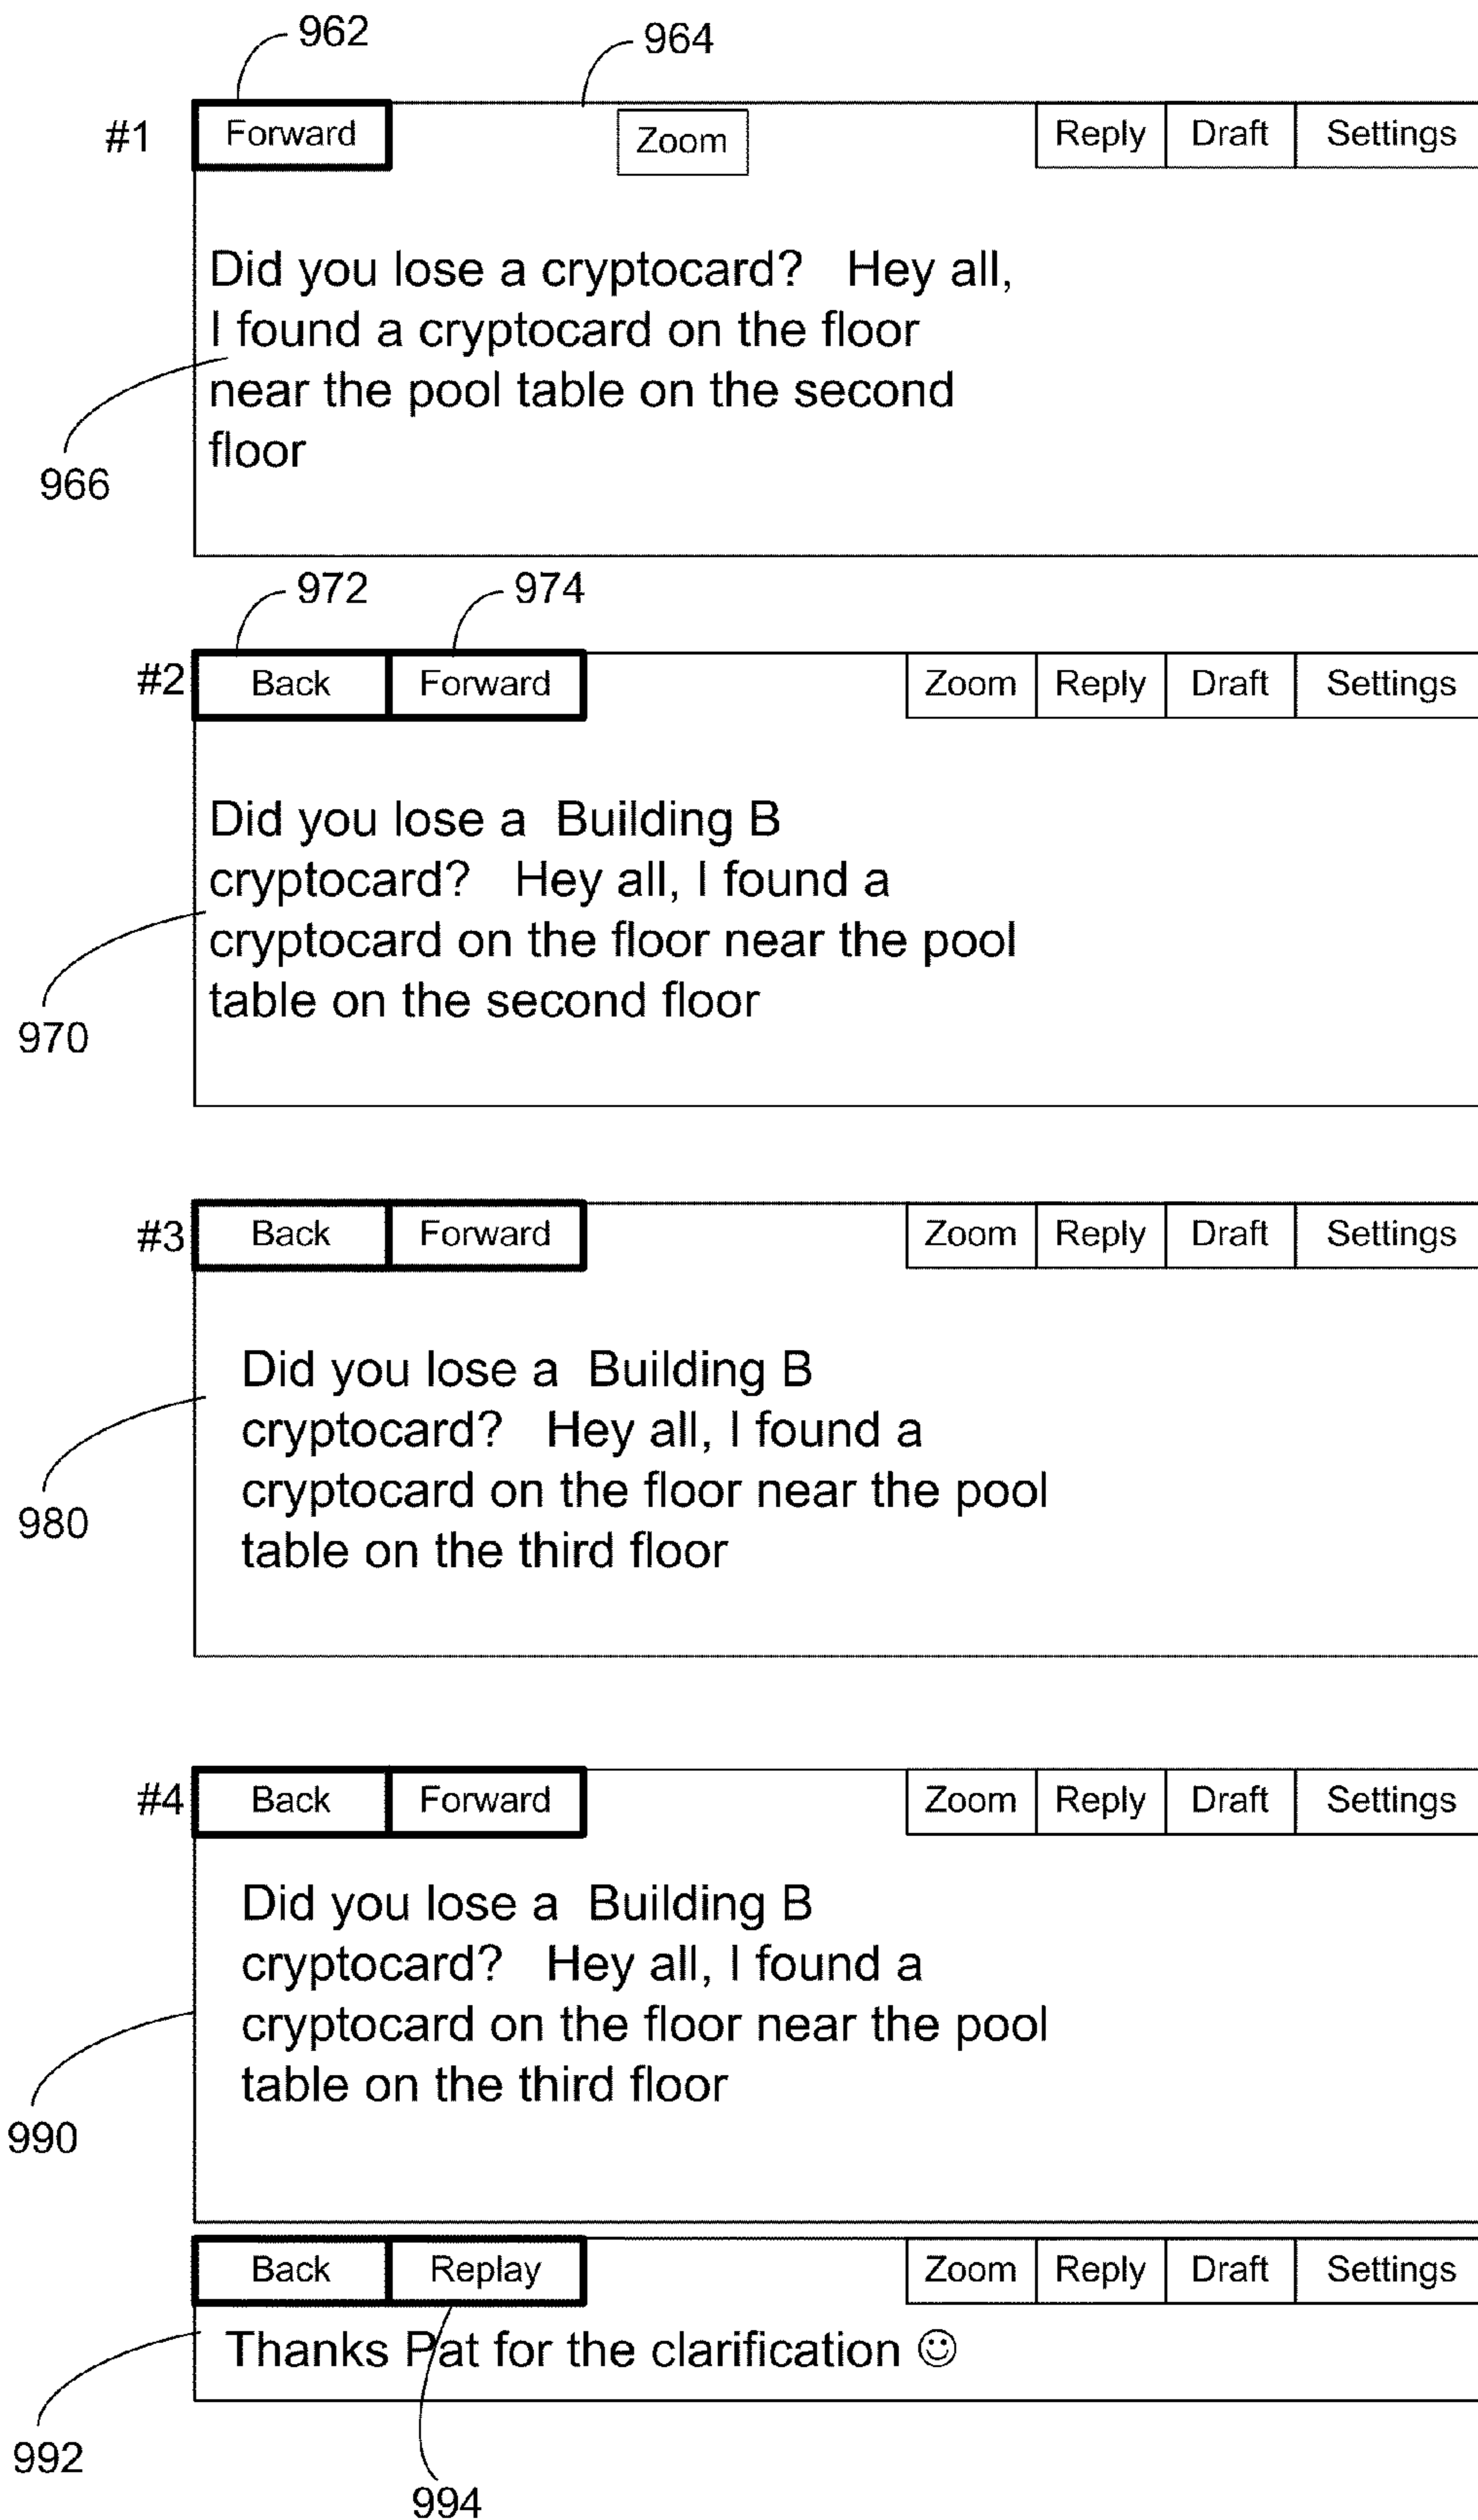 962
964
#1 Forward Zoom Reply Draft Settings
Did you lose a cryptocard? Hey all,
I found a cryptocard on the floor
near the pool table on the second
floor
966
972 974
#2 Back Forward Zoom Reply Draft Settings
Did you lose a Building B
cryptocard? Hey all, I found a
cryptocard on the floor near the pool
table on the second floor
970
#3 Back Forward Zoom Reply Draft Settings
Did you lose a Building B
cryptocard? Hey all, I found a
cryptocard on the floor near the pool
table on the third floor
980
#4 Back Forward Zoom Reply Draft Settings
Did you lose a Building B
cryptocard? Hey all, I found a
cryptocard on the floor near the pool
table on the third floor
990
Back Replay Zoom Reply Draft Settings
Thanks Pat for the clarification ☺
992
994